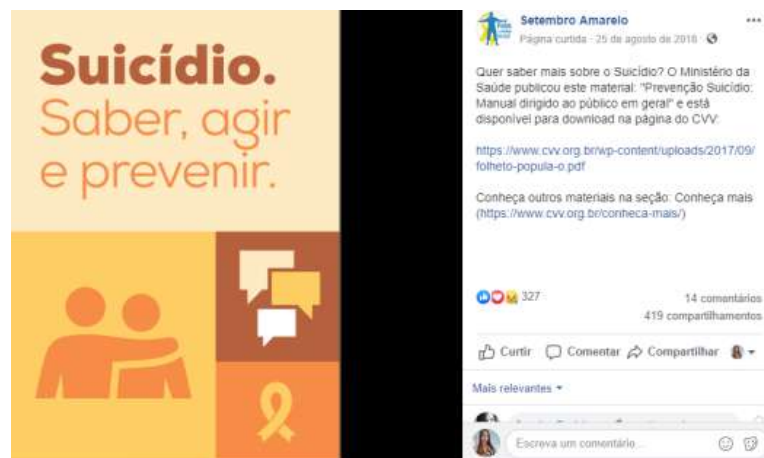 Suicídio.
Saber, agir
e prevenir.
Setembro Amarelo
Página curtida · 25 de agosto de 2018 ·
Quer saber mais sobre o Suicídio? O Ministério da
Saúde publicou este material: "Prevenção Suicídio:
Manual dirigido ao público em geral" e está
disponível para download na página do CVV:
https://www.cvv.org.br/wp-content/uploads/2017/09/
folheto-popula-o.pdf
Conheça outros materiais na seção: Conheça mais
(https://www.cvv.org.br/conheca-mais/)
327
14 comentários
419 compartilhamentos
Curtir Comentar Compartilhar
Mais relevantes
Escreva um comentário...